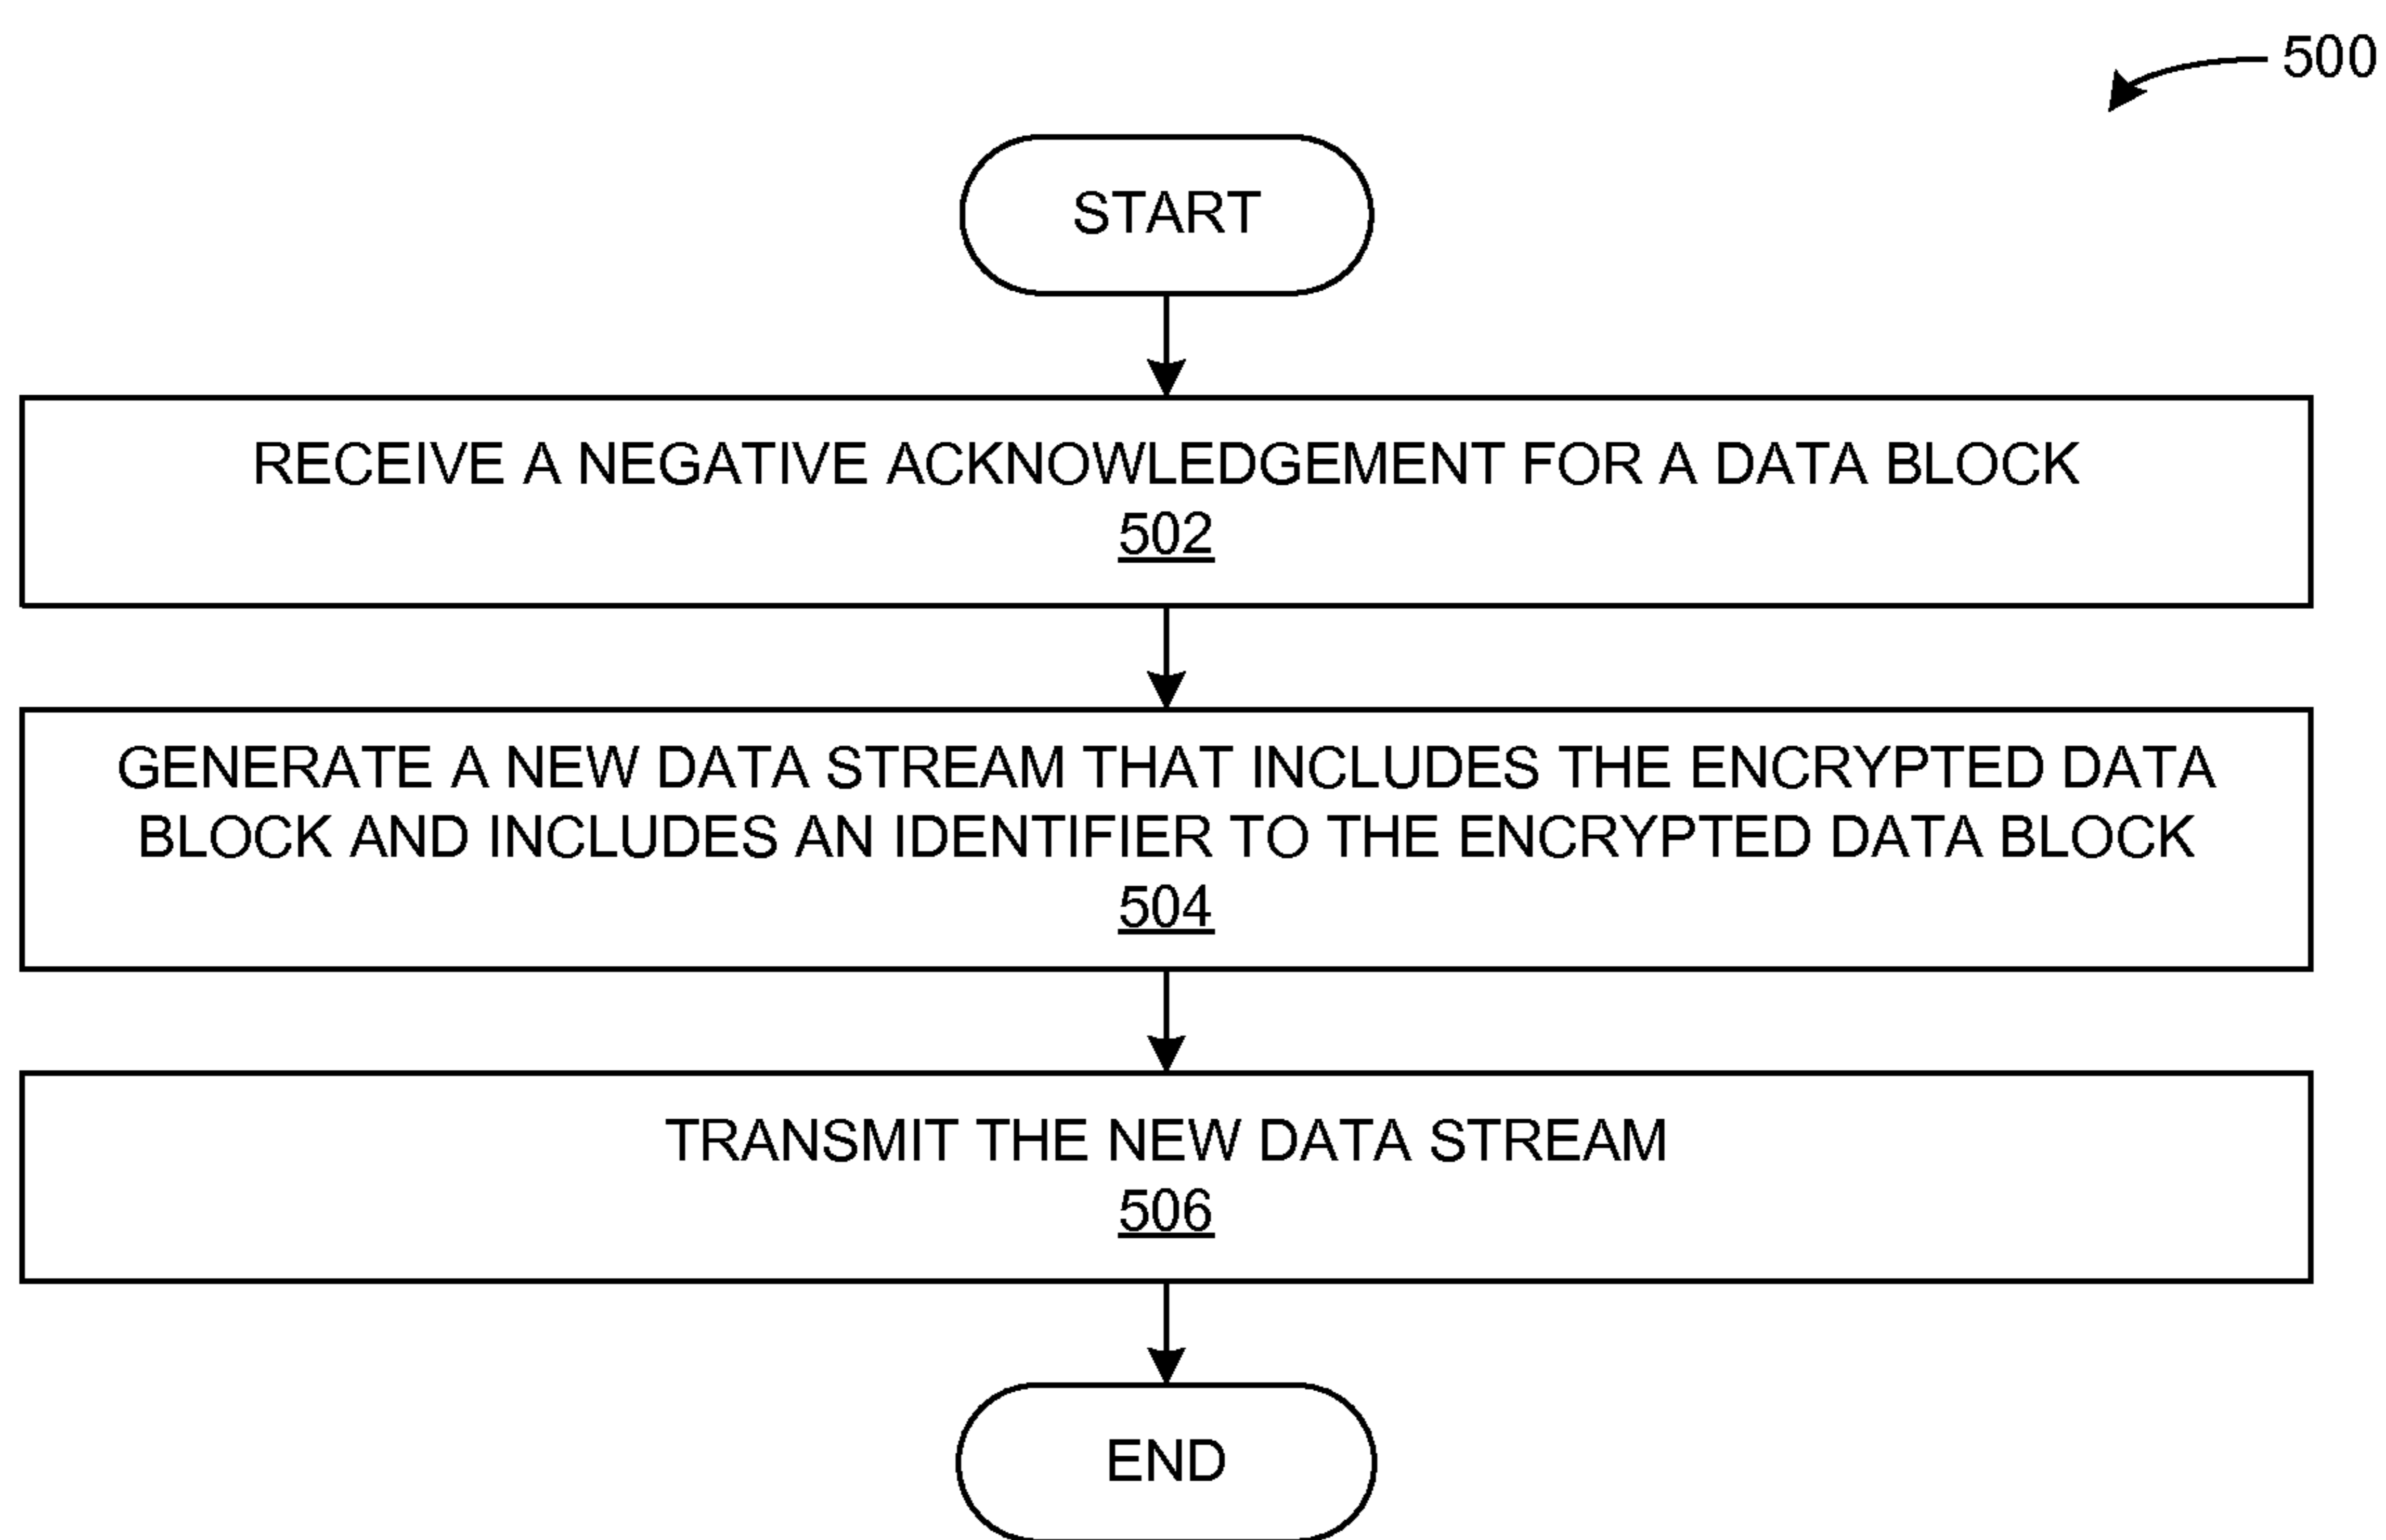 500
START
RECEIVE A NEGATIVE ACKNOWLEDGEMENT FOR A DATA BLOCK
502
GENERATE A NEW DATA STREAM THAT INCLUDES THE ENCRYPTED DATA
BLOCK AND INCLUDES AN IDENTIFIER TO THE ENCRYPTED DATA BLOCK
504
TRANSMIT THE NEW DATA STREAM
506
END